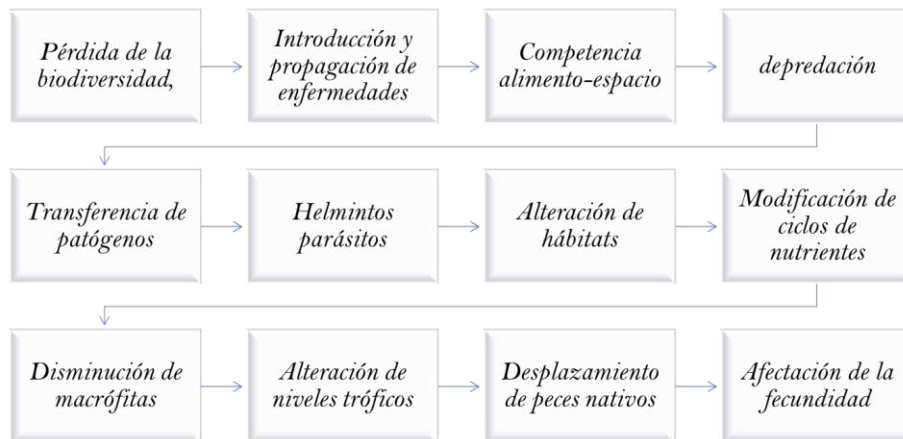 Pérdida de la
biodiversidad,
Introducción y
propagación de
enfermedades
Competencia
alimento-espacio
depredación
Transferencia de
patógenos
Helmintos
parásitos
Alteración de
hábitats
Modificación de
ciclos de
nutrientes
Disminución de
macrófitas
Alteración de
niveles tróficos
Desplazamiento
de peces nativos
Afectación de la
fecundidad